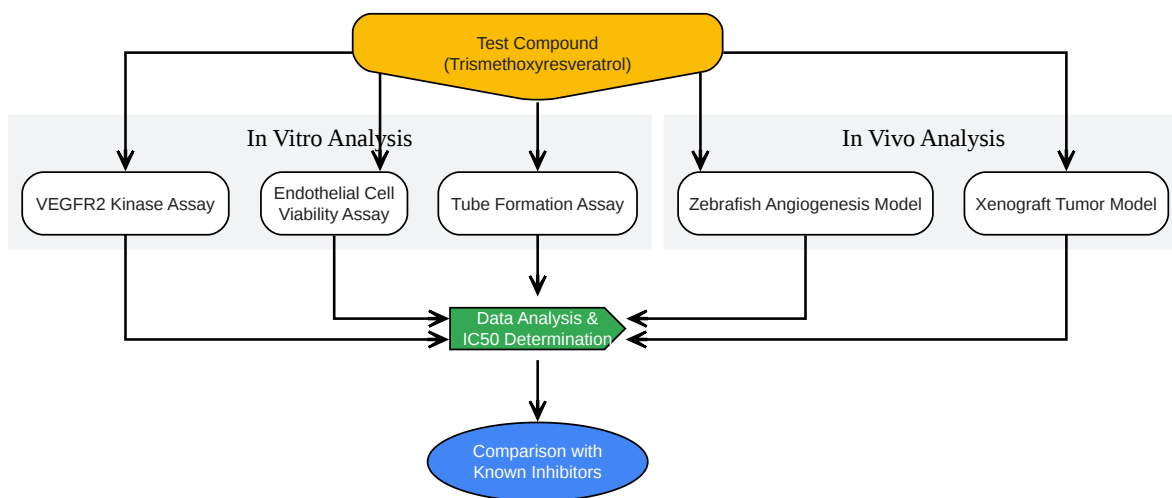 Test Compound
(Trismethoxyresveratrol)
In Vitro Analysis
In Vivo Analysis
VEGFR2 Kinase Assay
Endothelial Cell
Viability Assay
Tube Formation Assay
Zebrafish Angiogenesis Model
Xenograft Tumor Model
Data Analysis &
IC50 Determination
Comparison with
Known Inhibitors